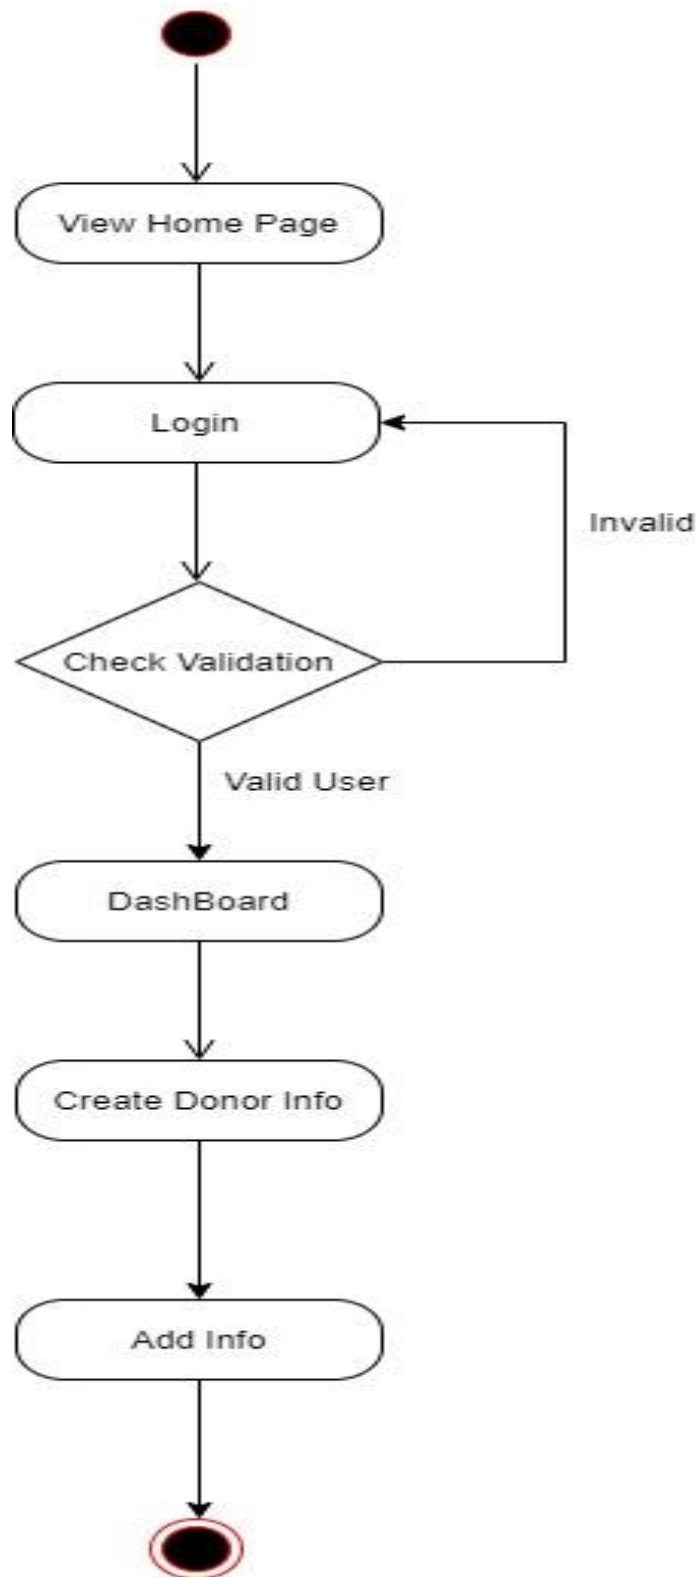 View Home Page
Login
Invalid
Check Validation
Valid User
DashBoard
Create Donor Info
Add Info